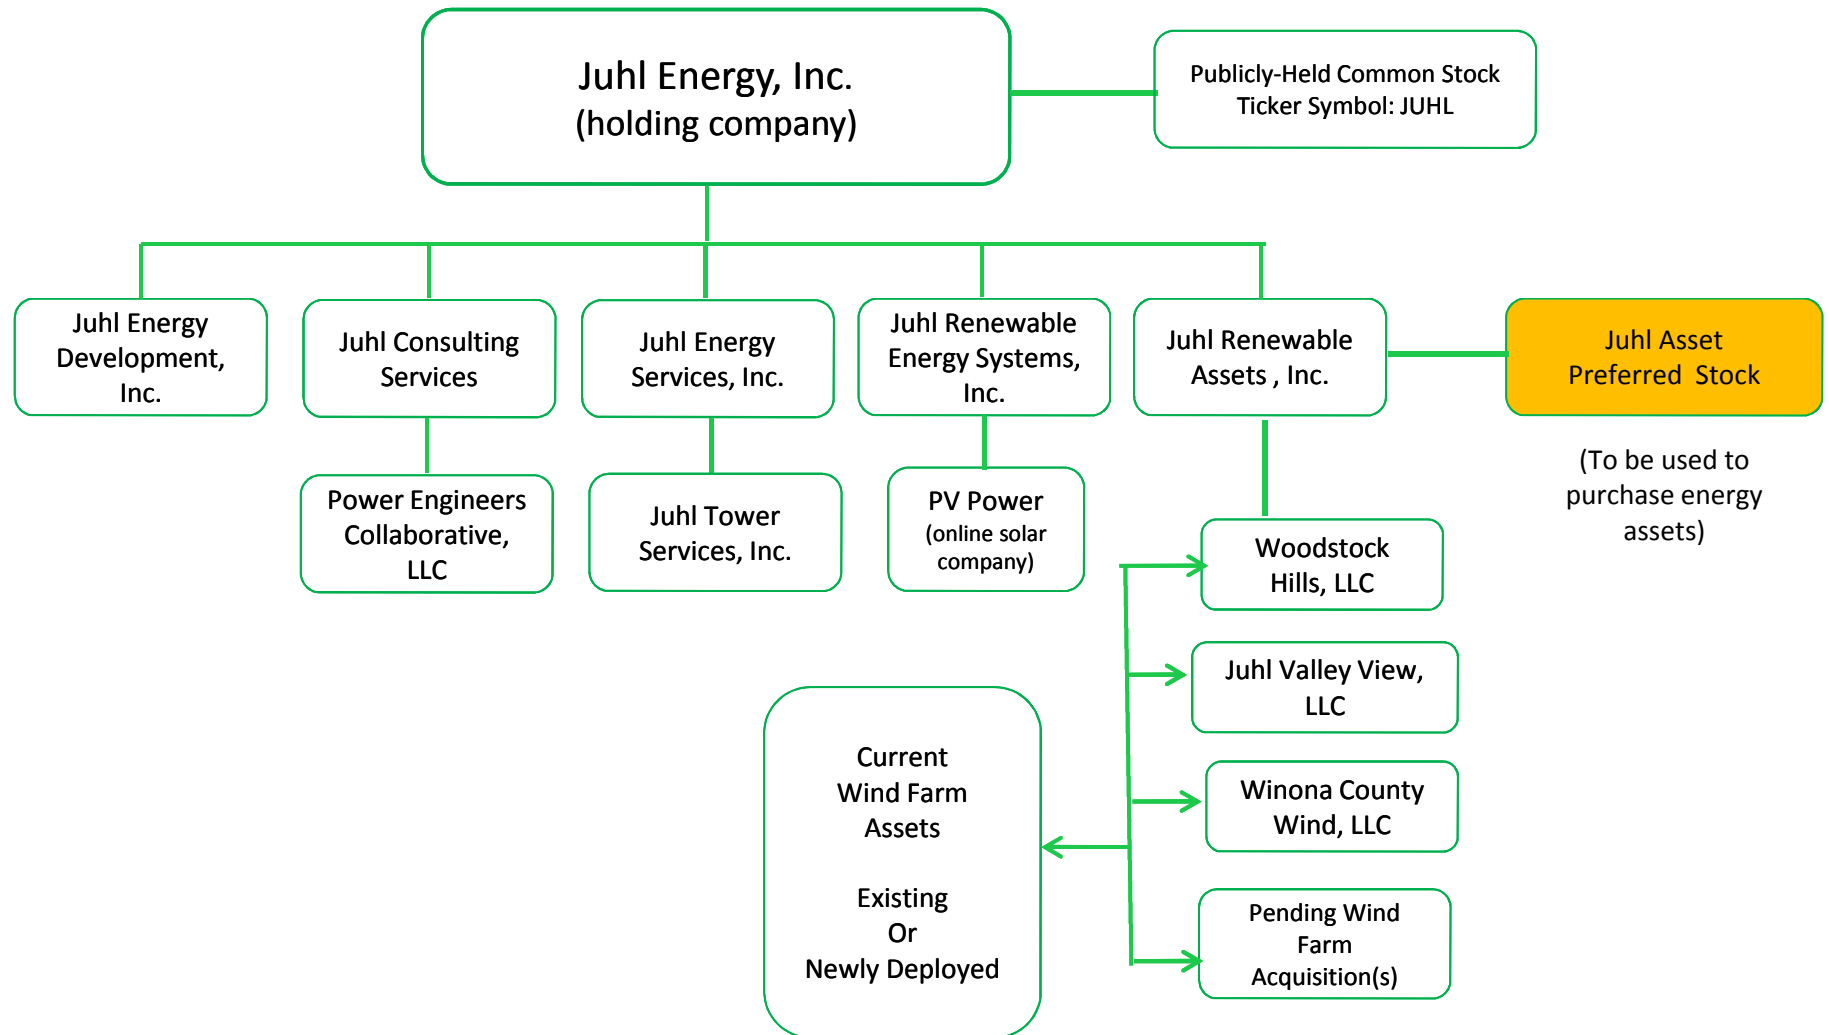 Juhl Energy, Inc.
(holding company)
Publicly-Held Common Stock
Ticker Symbol: JUHL
Juhl Energy
Development,
Inc.
Juhl Consulting
Services
Juhl Energy
Services, Inc.
Juhl Renewable
Energy Systems,
Inc.
Juhl Renewable
Assets , Inc.
Juhl Asset
Preferred  Stock
(To be used to
purchase energy
assets)
Power Engineers
Collaborative,
LLC
Juhl Tower
Services, Inc.
PV Power
(online solar
company)
Woodstock
Hills, LLC
Juhl Valley View,
LLC
Winona County
Wind, LLC
Pending Wind
Farm
Acquisition(s)
Current
Wind Farm
Assets
Existing
Or
Newly Deployed